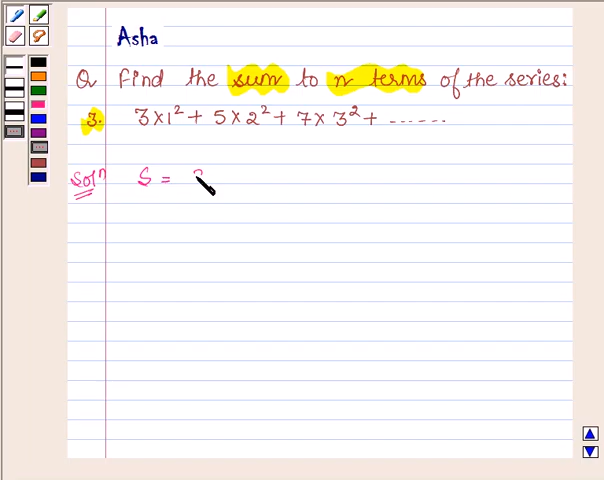 Asha
Q Find the sum to n terms of the series:
3. 3×1² + 5×2² + 7×3² + ------
Solⁿ S =